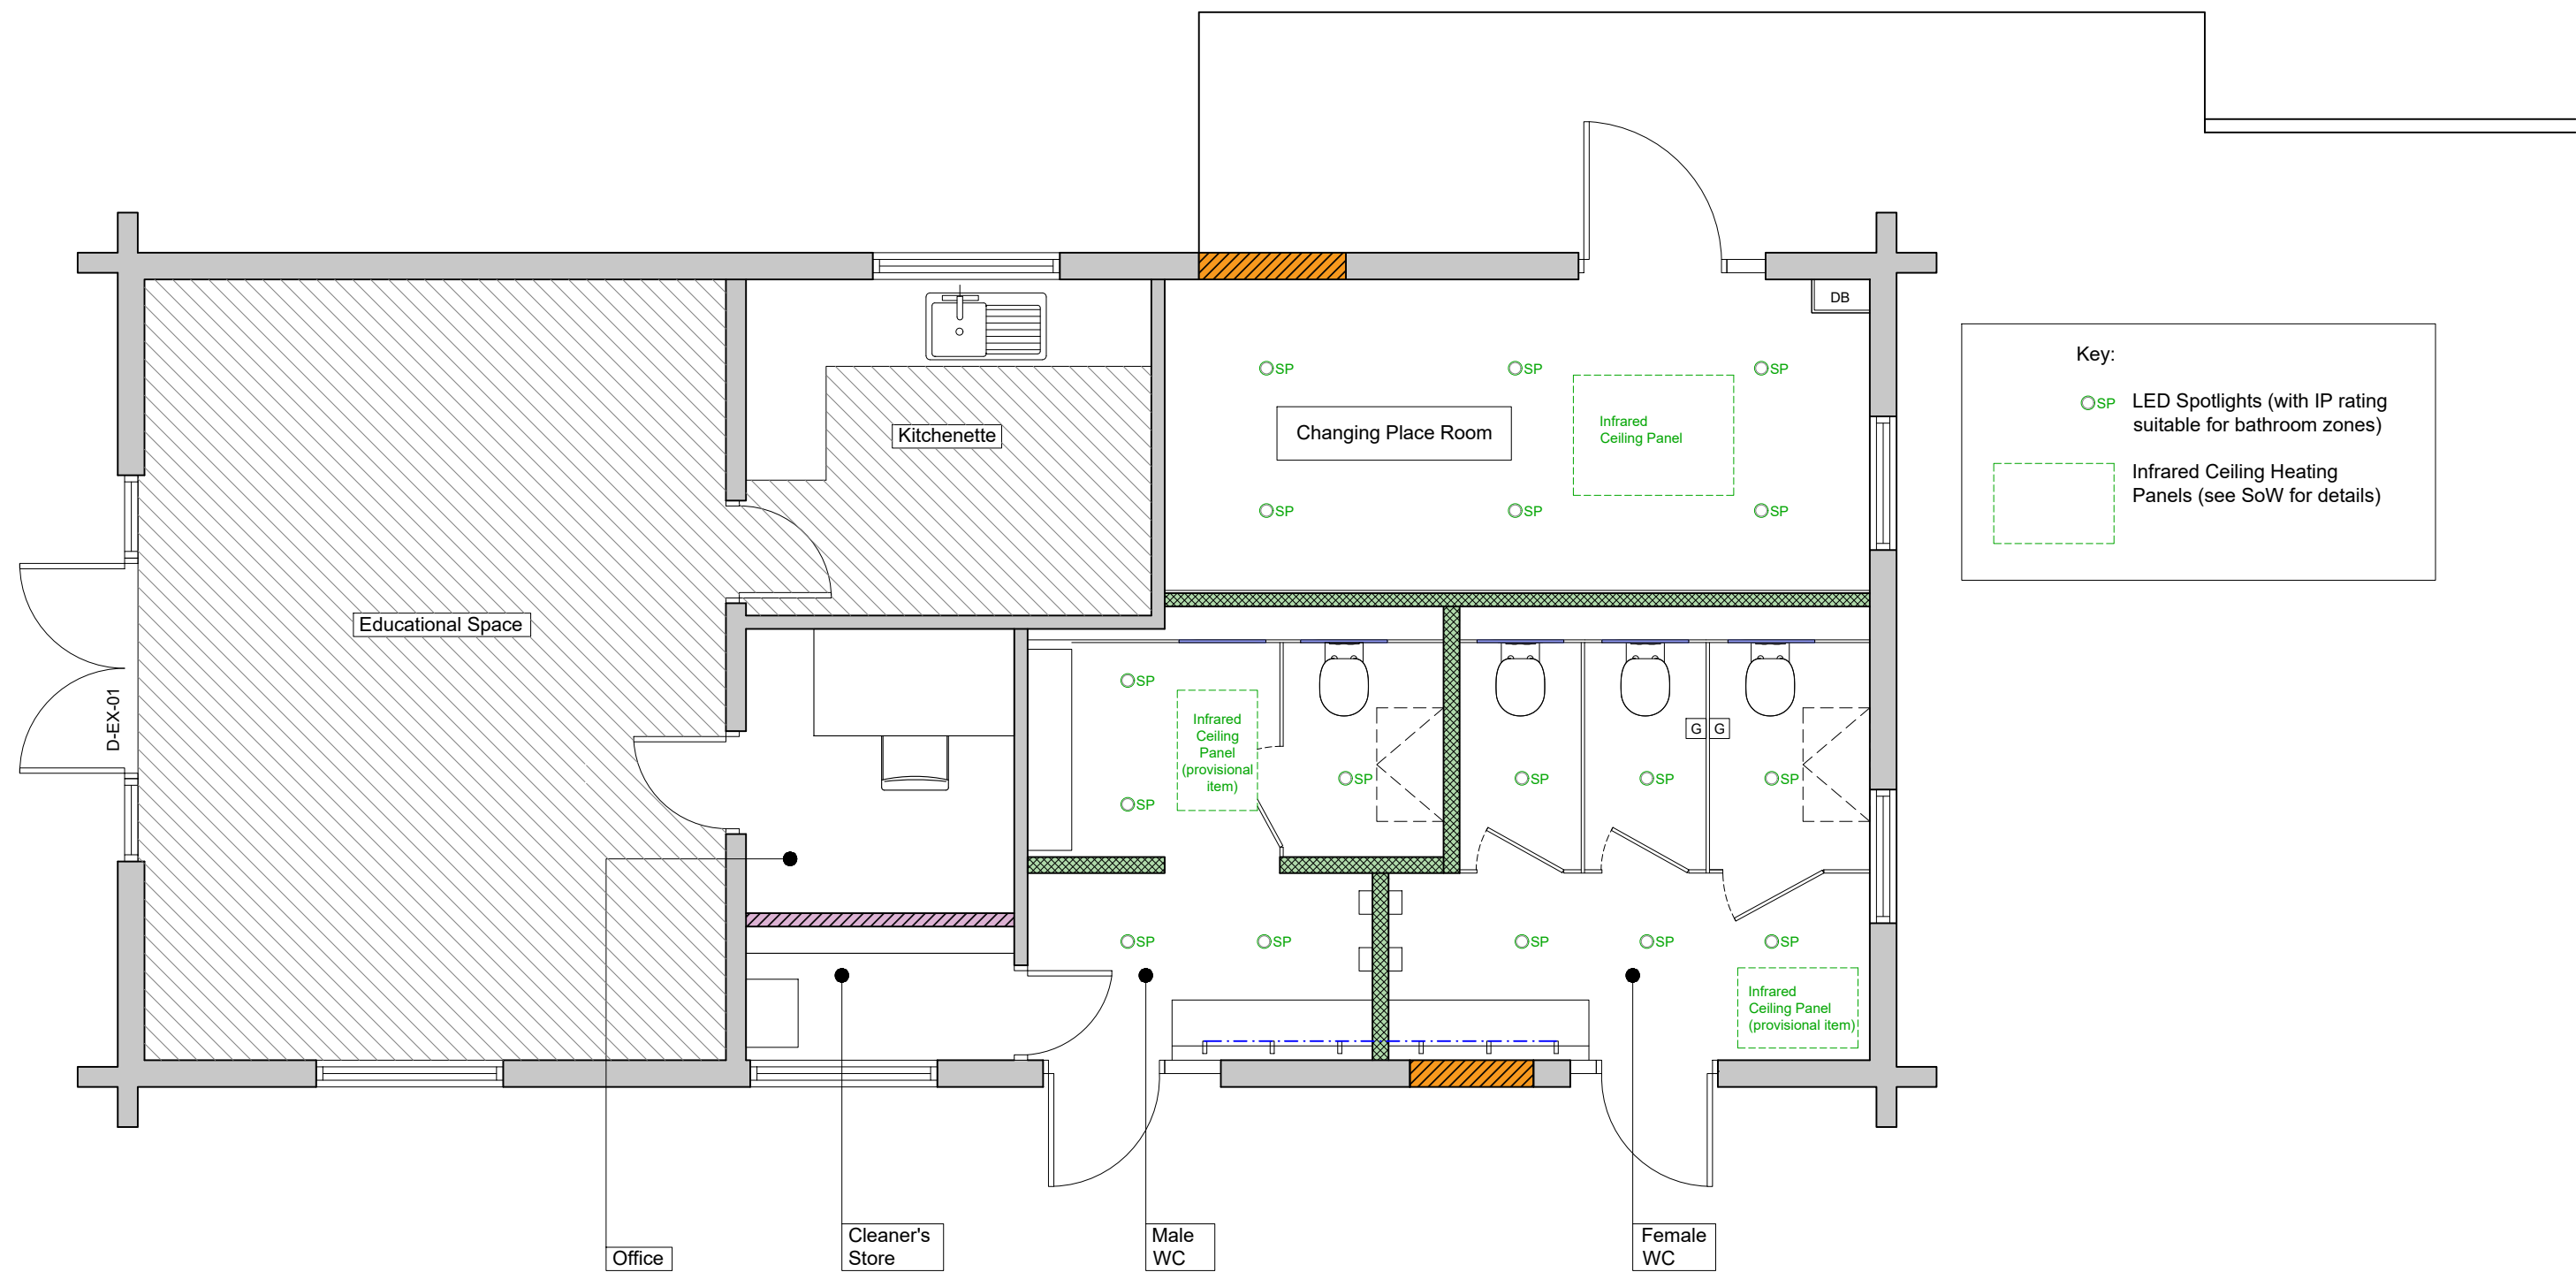 DB
SP
SP
SP
Infrared
Ceiling Panel
Changing Place Room
Kitchenette
SP
SP
SP
Key:
SP
LED Spotlights (with IP rating
suitable for bathroom zones)
Infrared Ceiling Heating
Panels (see SoW for details)
Educational Space
D-EX-01
SP
Infrared
Ceiling
Panel
(provisional
item)
G
G
SP
SP
SP
SP
SP
SP
SP
SP
SP
SP
Infrared
Ceiling Panel
(provisional item)
Office
Cleaner's
Store
Male
WC
Female
WC